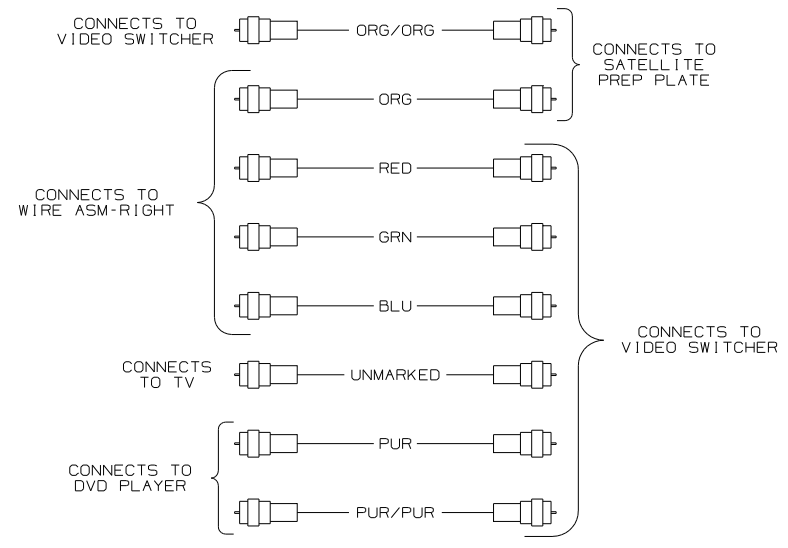 CONNECTS TO
VIDEO SWITCHER
ORG/ORG
CONNECTS TO
SATELLITE
PREP PLATE
ORG
RED
CONNECTS TO
WIRE ASM-RIGHT
GRN
BLU
CONNECTS TO
VIDEO SWITCHER
CONNECTS
TO TV
UNMARKED
PUR
CONNECTS TO
DVD PLAYER
PUR/PUR